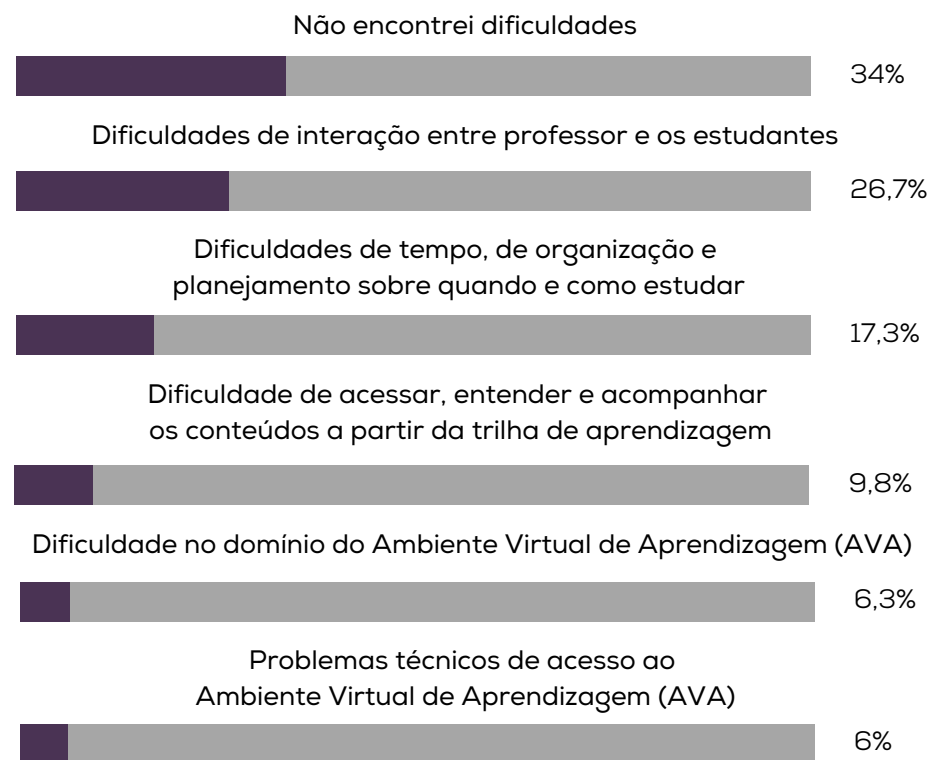 Não encontrei dificuldades
34%
Dificuldades de interação entre professor e os estudantes
26,7%
Dificuldades de tempo, de organização e
planejamento sobre quando e como estudar
17,3%
Dificuldade de acessar, entender e acompanhar
os conteúdos a partir da trilha de aprendizagem
9,8%
Dificuldade no domínio do Ambiente Virtual de Aprendizagem (AVA)
6,3%
Problemas técnicos de acesso ao
Ambiente Virtual de Aprendizagem (AVA)
6%